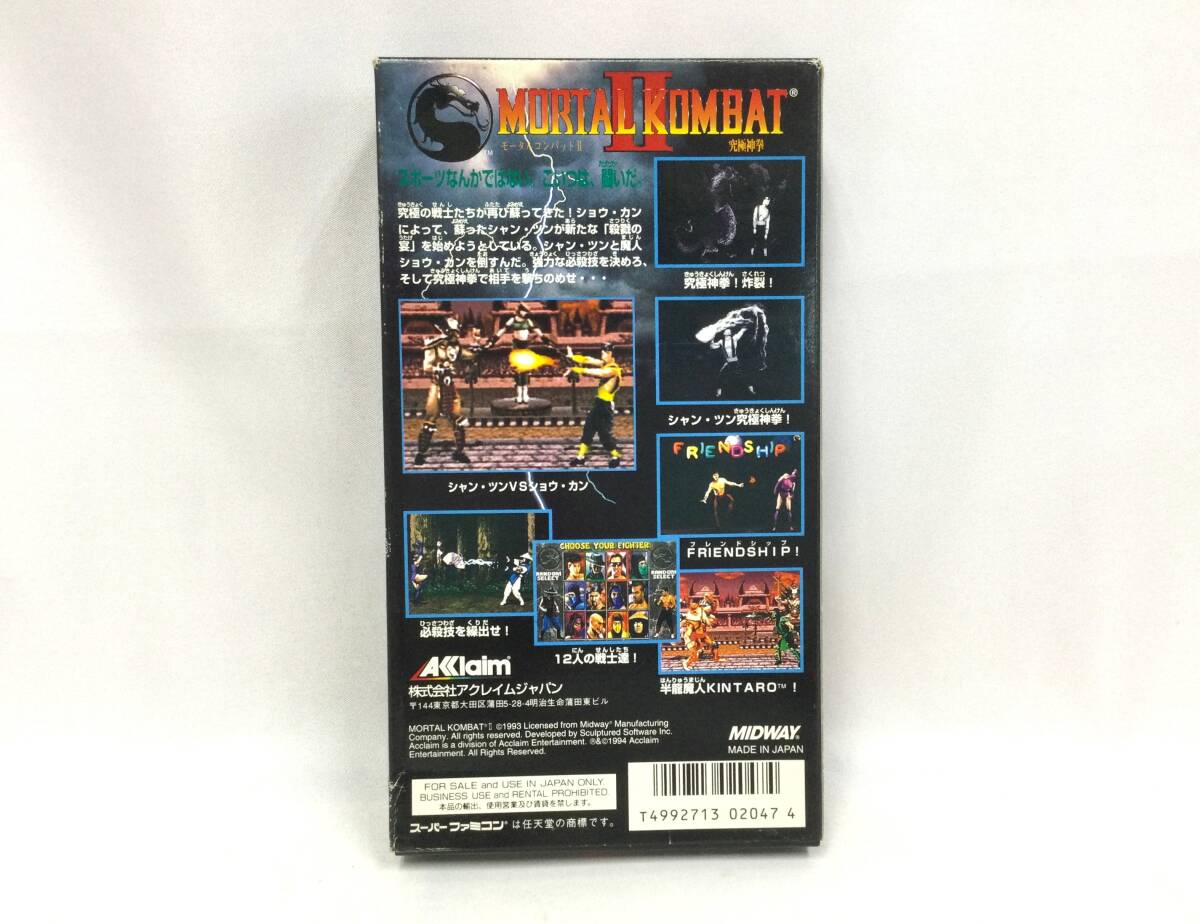 MORTAL KOMBAT II®
™
モータルコンバットII
究極神拳
スポーツなんかではない。こいつは、闘いだ。
究極の戦士たちが再び蘇ってきた!ショウ・カン
によって、蘇ったシャン・ツンが新たな「殺戮の
宴」を始めようとしている。シャン・ツンと魔人
ショウ・カンを倒すんだ。強力な必殺技を決めろ、
そして究極神拳で相手を撃ちのめせ・・・
究極神拳!炸裂!
シャン・ツン究極神拳!
シャン・ツンVSショウ・カン
FRIENDSHIP
フレンドシップ
FRIENDSHIP!
必殺技を繰出せ!
CHOOSE YOUR FIGHTER
RANDOM SELECT
RANDOM SELECT
12人の戦士達!
半龍魔人KINTARO™!
AKklaim
株式会社アクレイムジャパン
〒144東京都大田区蒲田5-28-4明治生命蒲田東ビル
MORTAL KOMBAT® II ©1993 Licensed from Midway® Manufacturing
Company. All rights reserved. Developed by Sculptured Software Inc.
Acclaim is a division of Acclaim Entertainment. ®&©1994 Acclaim
Entertainment. All Rights Reserved.
MIDWAY®
MADE IN JAPAN
FOR SALE and USE IN JAPAN ONLY.
BUSINESS USE and RENTAL PROHIBITED.
本品の輸出、使用営業及び賃貸を禁じます。
スーパーファミコン®は任天堂の商標です。
T4992713 02047 4